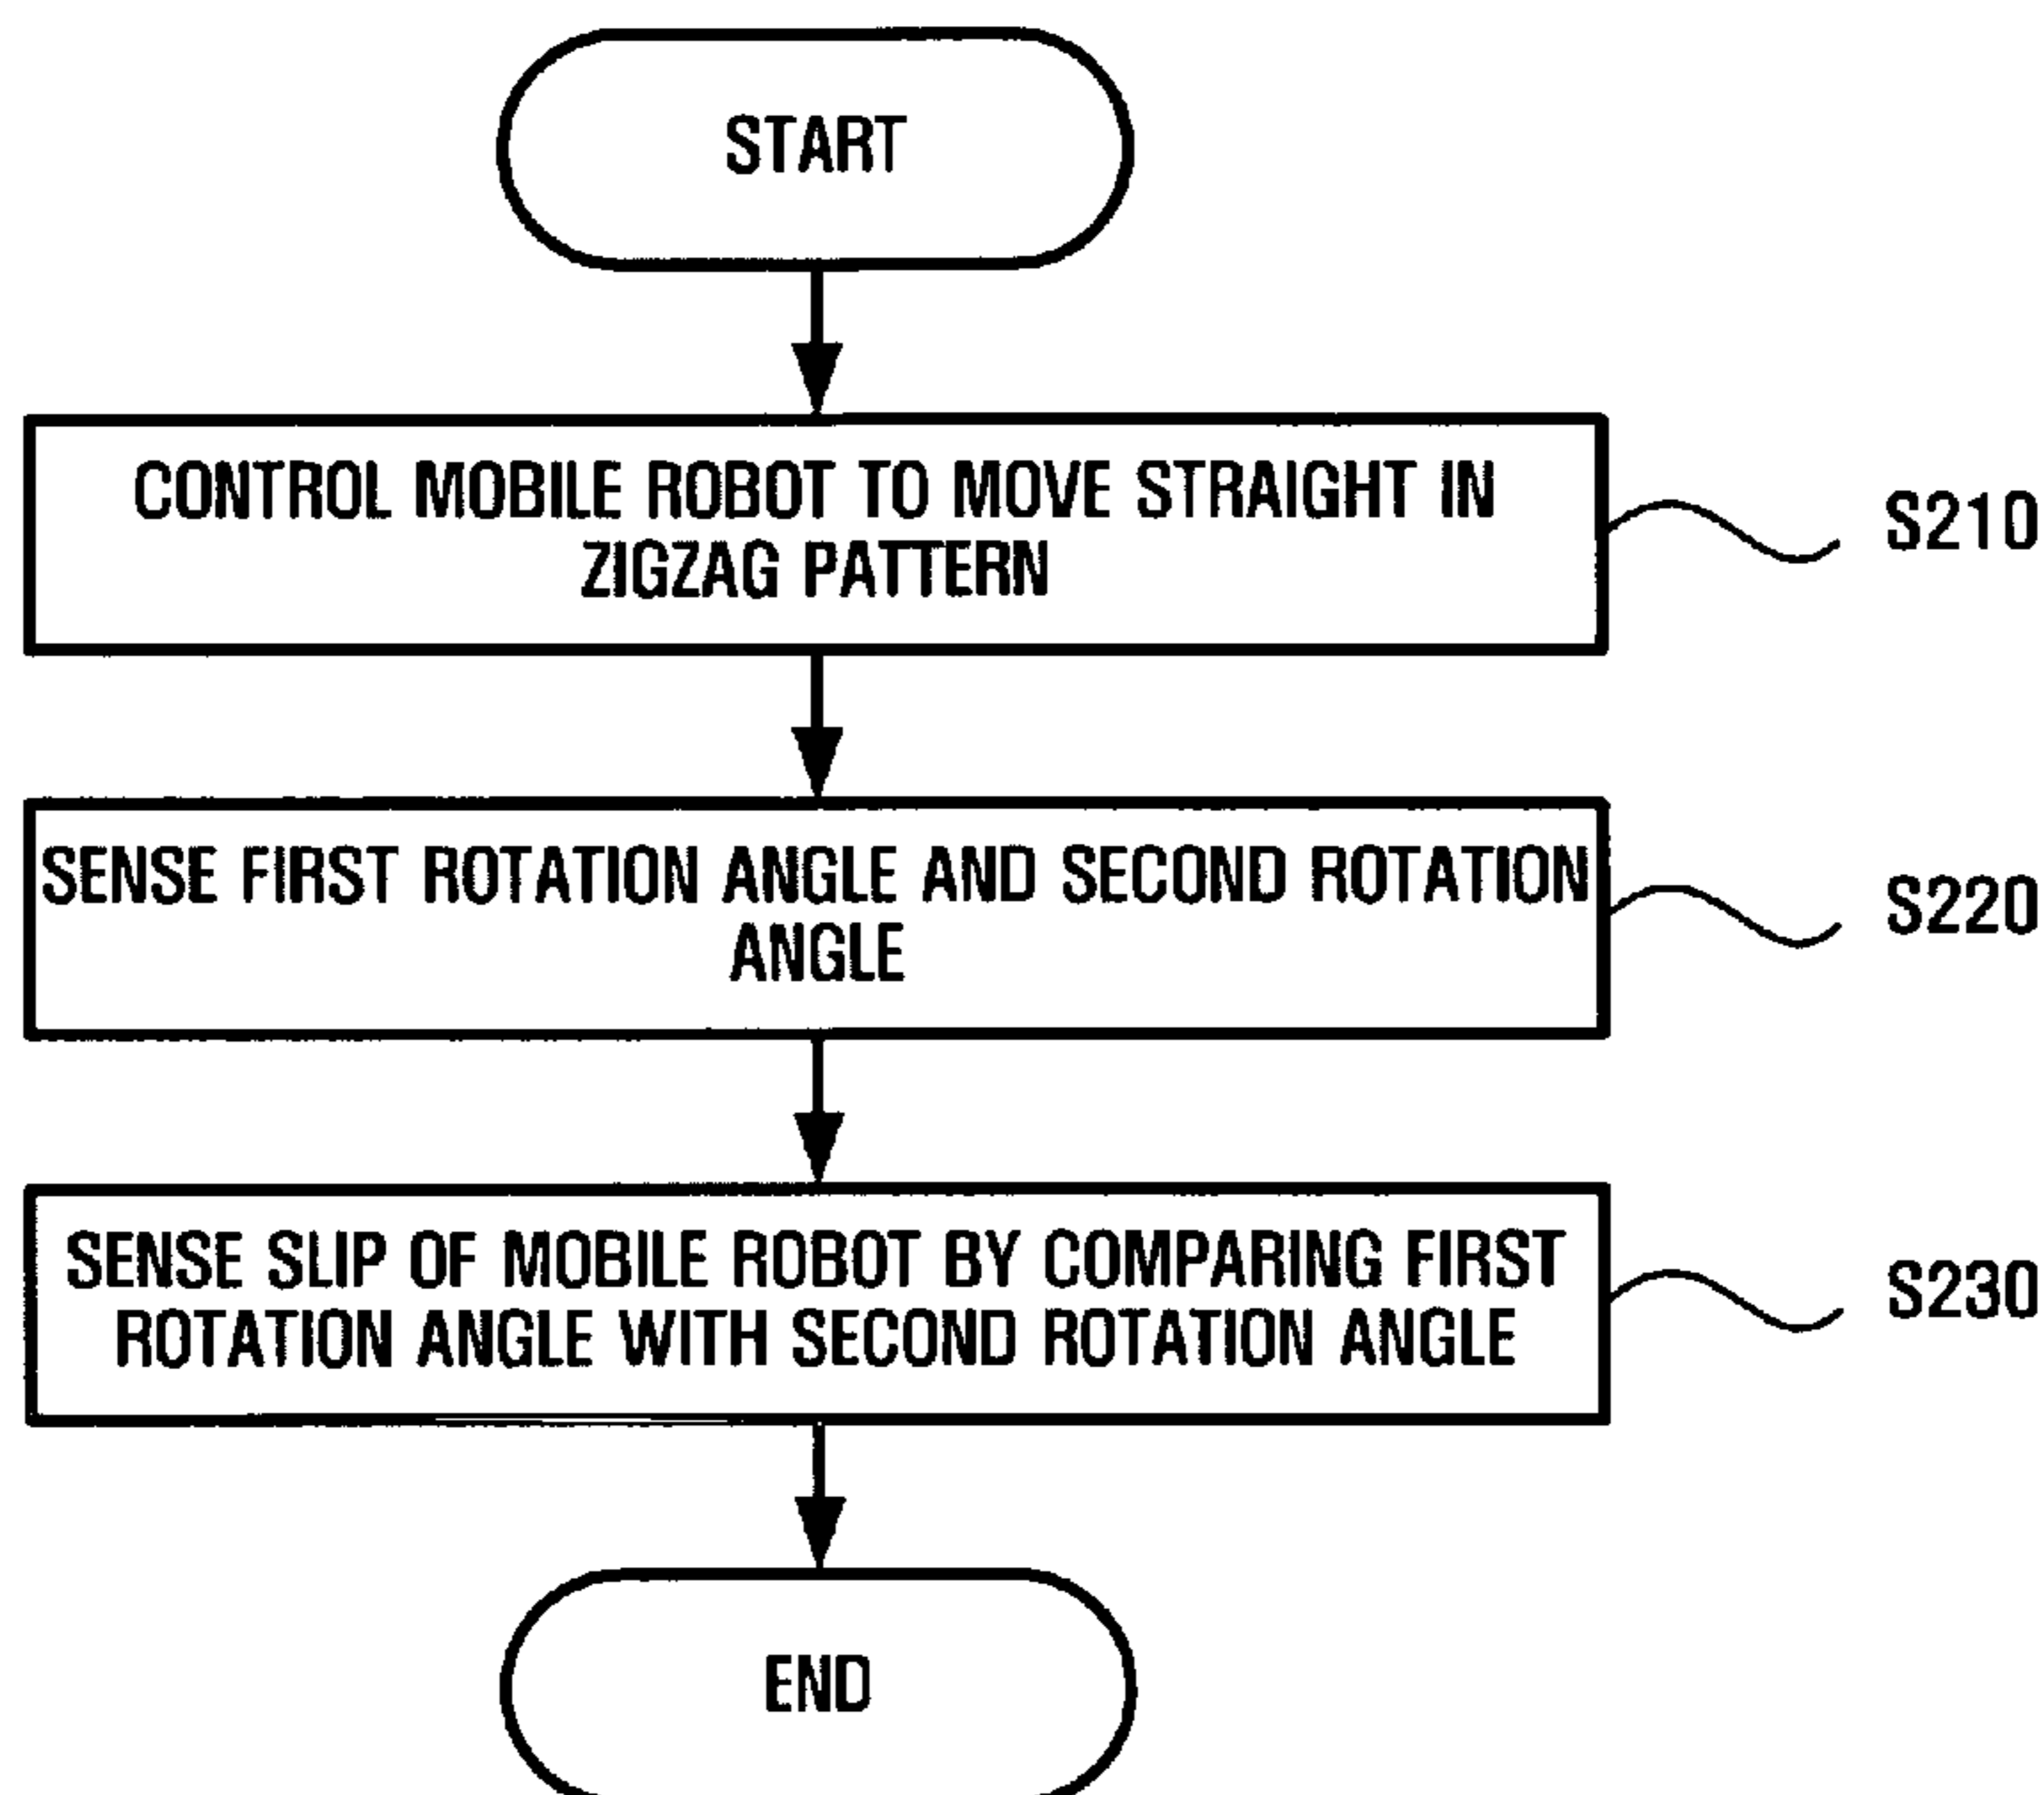 START
CONTROL MOBILE ROBOT TO MOVE STRAIGHT IN
ZIGZAG PATTERN
S210
SENSE FIRST ROTATION ANGLE AND SECOND ROTATION
ANGLE
S220
SENSE SLIP OF MOBILE ROBOT BY COMPARING FIRST
ROTATION ANGLE WITH SECOND ROTATION ANGLE
S230
END